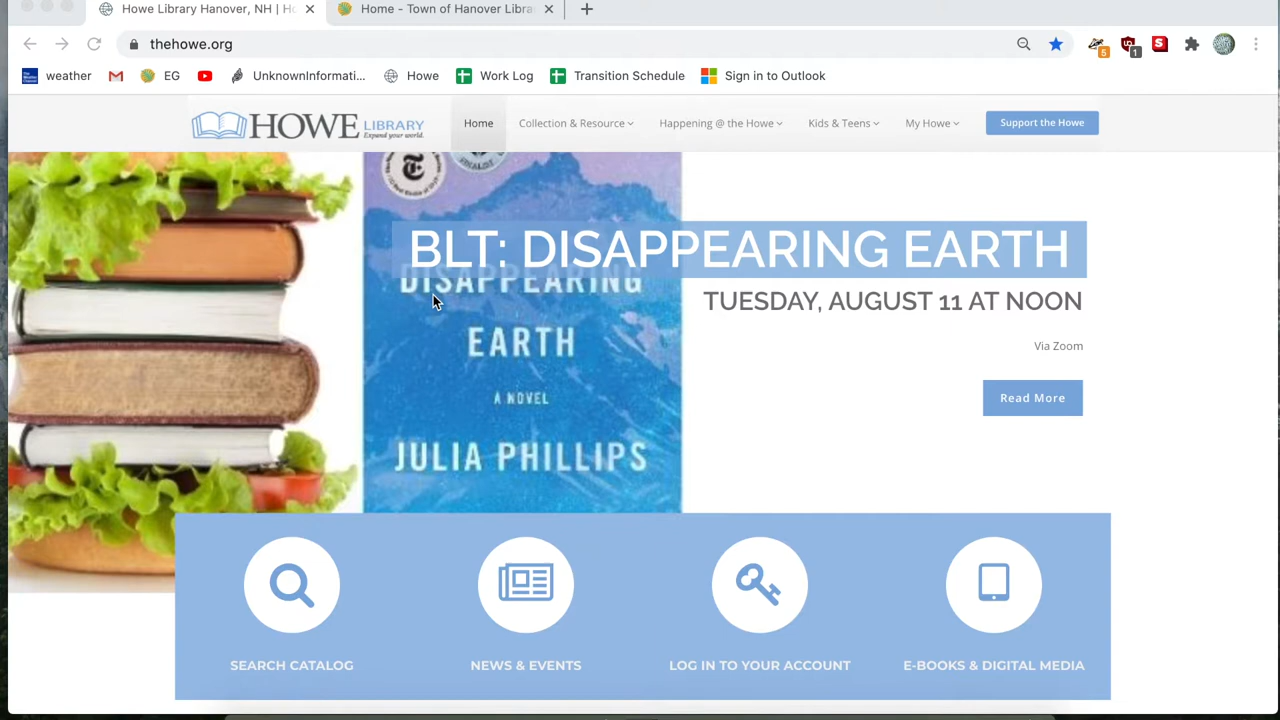 Howe Library Hanover, NH | Ho
Home - Town of Hanover Libra
thehowe.org
5
1
S
weather
EG
UnknownInformati...
Howe
Work Log
Transition Schedule
Sign in to Outlook
HOWE LIBRARY
Expand your world.
Home
Collection & Resource
Happening @ the Howe
Kids & Teens
My Howe
Support the Howe
BLT: DISAPPEARING EARTH
TUESDAY, AUGUST 11 AT NOON
Via Zoom
Read More
DISAPPEARING
EARTH
A NOVEL
JULIA PHILLIPS
SEARCH CATALOG
NEWS & EVENTS
LOG IN TO YOUR ACCOUNT
E-BOOKS & DIGITAL MEDIA